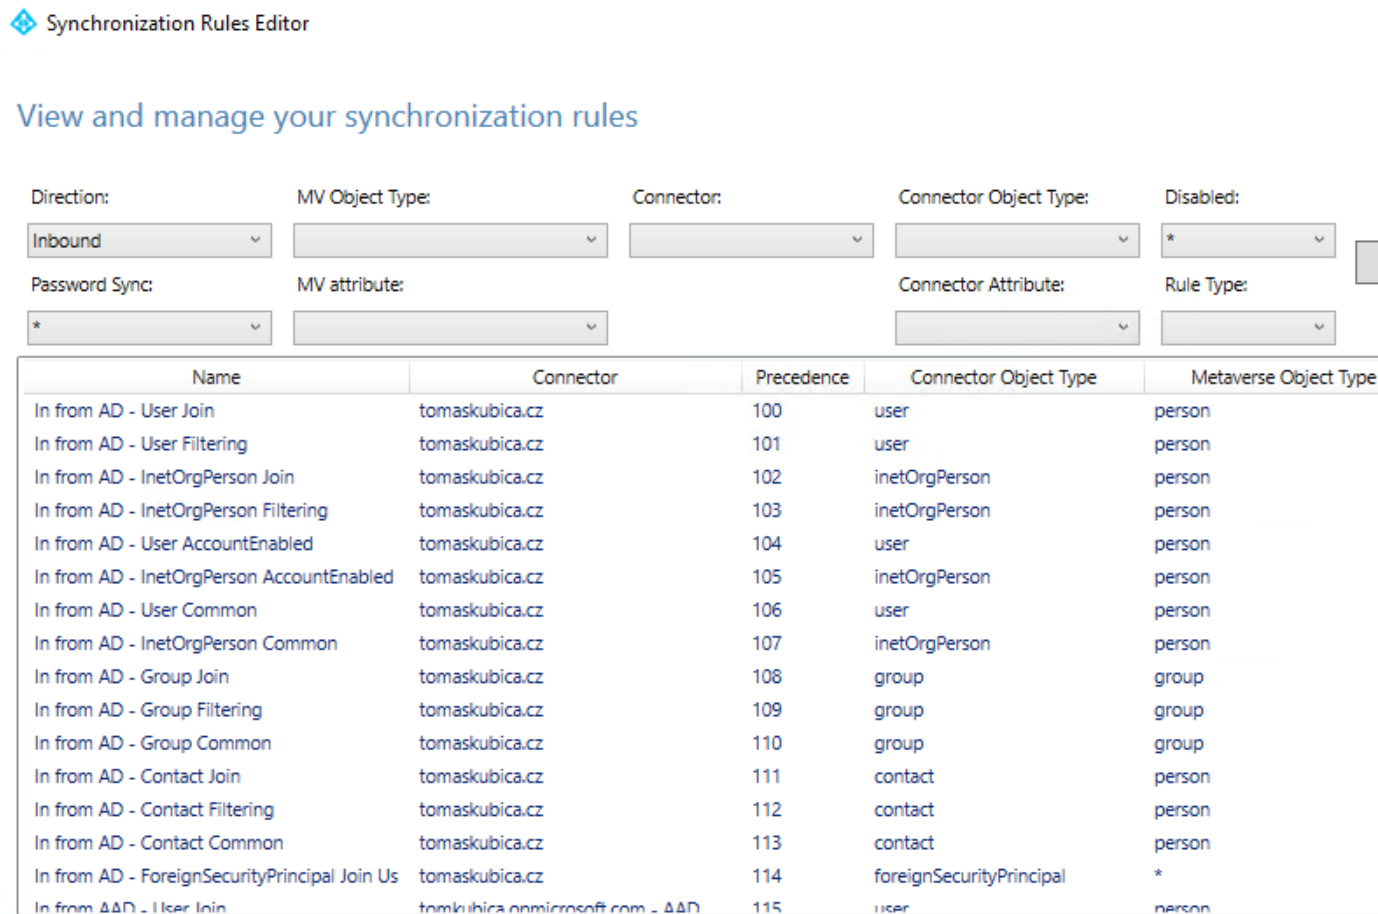 Synchronization Rules Editor
View and manage your synchronization rules
Direction: MV Object Type: Connector: Connector Object Type: Disabled:
Inbound *
Password Sync: MV attribute: Connector Attribute: Rule Type:
*
Name Connector Precedence Connector Object Type Metaverse Object Type
In from AD - User Join tomaskubica.cz 100 user person
In from AD - User Filtering tomaskubica.cz 101 user person
In from AD - InetOrgPerson Join tomaskubica.cz 102 inetOrgPerson person
In from AD - InetOrgPerson Filtering tomaskubica.cz 103 inetOrgPerson person
In from AD - User AccountEnabled tomaskubica.cz 104 user person
In from AD - InetOrgPerson AccountEnabled tomaskubica.cz 105 inetOrgPerson person
In from AD - User Common tomaskubica.cz 106 user person
In from AD - InetOrgPerson Common tomaskubica.cz 107 inetOrgPerson person
In from AD - Group Join tomaskubica.cz 108 group group
In from AD - Group Filtering tomaskubica.cz 109 group group
In from AD - Group Common tomaskubica.cz 110 group group
In from AD - Contact Join tomaskubica.cz 111 contact person
In from AD - Contact Filtering tomaskubica.cz 112 contact person
In from AD - Contact Common tomaskubica.cz 113 contact person
In from AD - ForeignSecurityPrincipal Join Us tomaskubica.cz 114 foreignSecurityPrincipal *
In from AAD - User Join tomkubica.onmicrosoft.com - AAD 115 user person